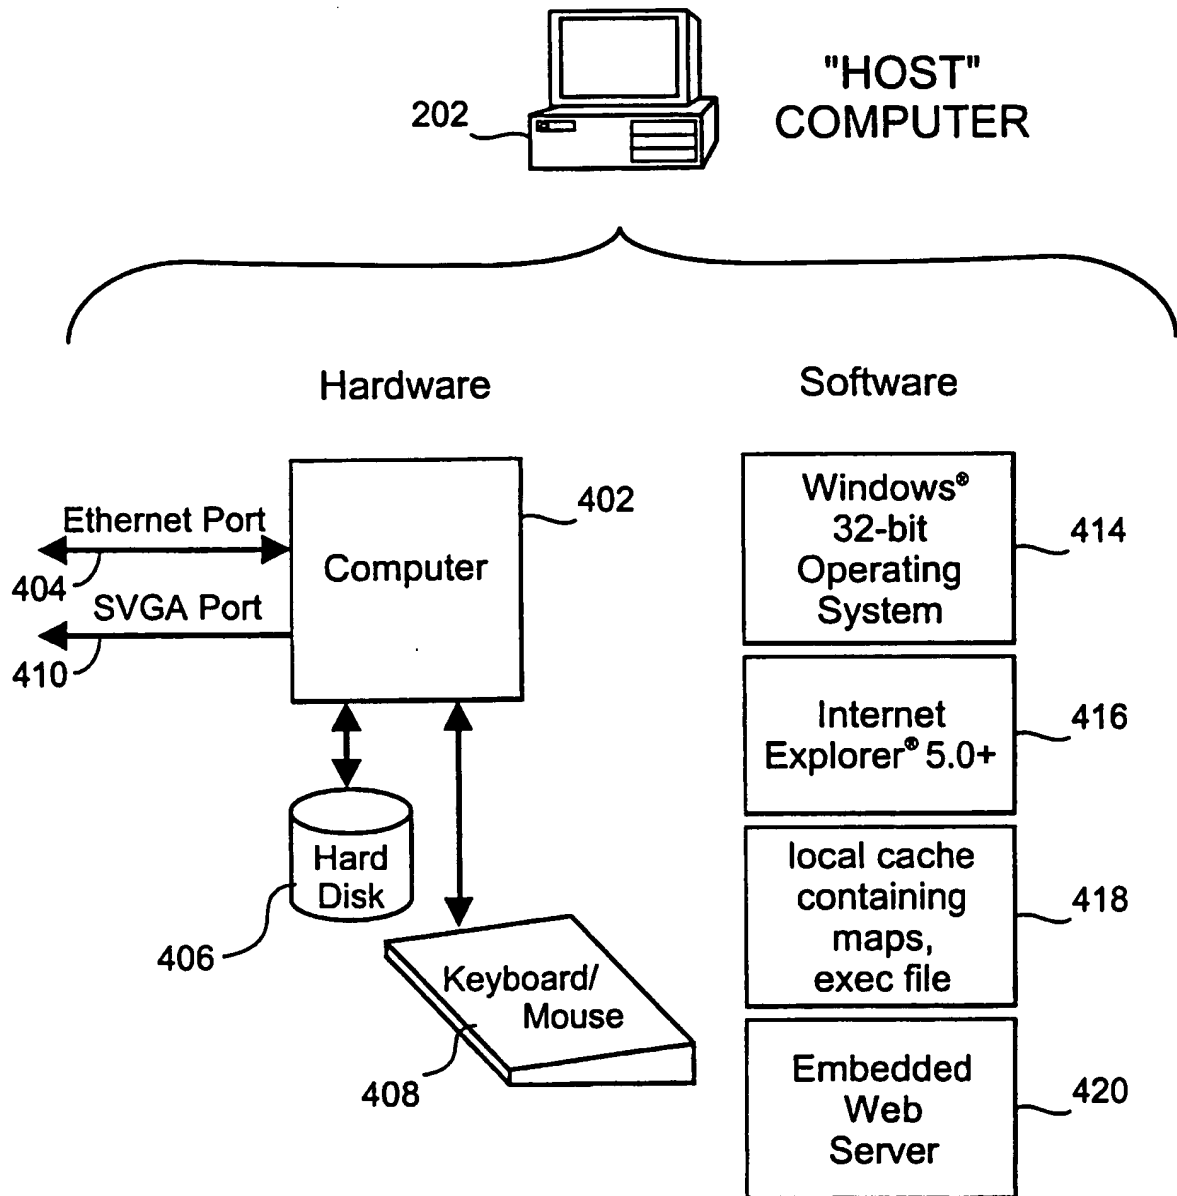 "HOST"
COMPUTER
202
Hardware
Software
Ethernet Port
404
SVGA Port
410
Computer
402
Hard
Disk
406
Keyboard/
Mouse
408
Windows®
32-bit
Operating
System
414
Internet
Explorer® 5.0+
416
local cache
containing
maps,
exec file
418
Embedded
Web
Server
420